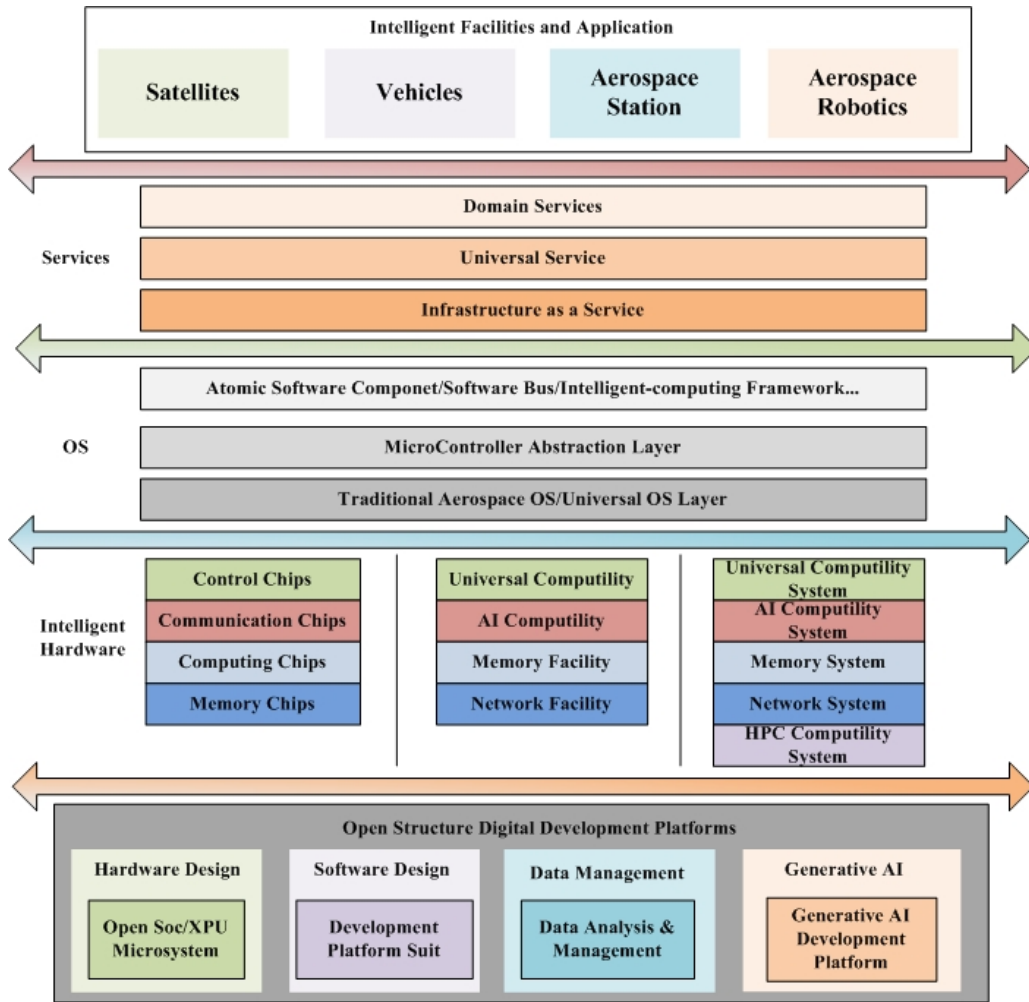 Intelligent Facilities and Application
Satellites
Vehicles
Aerospace
Station
Aerospace
Robotics
Domain Services
Services
Universal Service
Infrastructure as a Service
Atomic Software Componet/Software Bus/Intelligent-computing Framework...
OS
MicroController Abstraction Layer
Traditional Aerospace OS/Universal OS Layer
Intelligent
Hardware
Control Chips
Communication Chips
Computing Chips
Memory Chips
Universal Computility
AI Computility
Memory Facility
Network Facility
Universal Computility
System
AI Computility
System
Memory System
Network System
HPC Computility
System
Open Structure Digital Development Platforms
Hardware Design
Open Soc/XPU
Microsystem
Software Design
Development
Platform Suit
Data Management
Data Analysis &
Management
Generative AI
Generative AI
Development
Platform